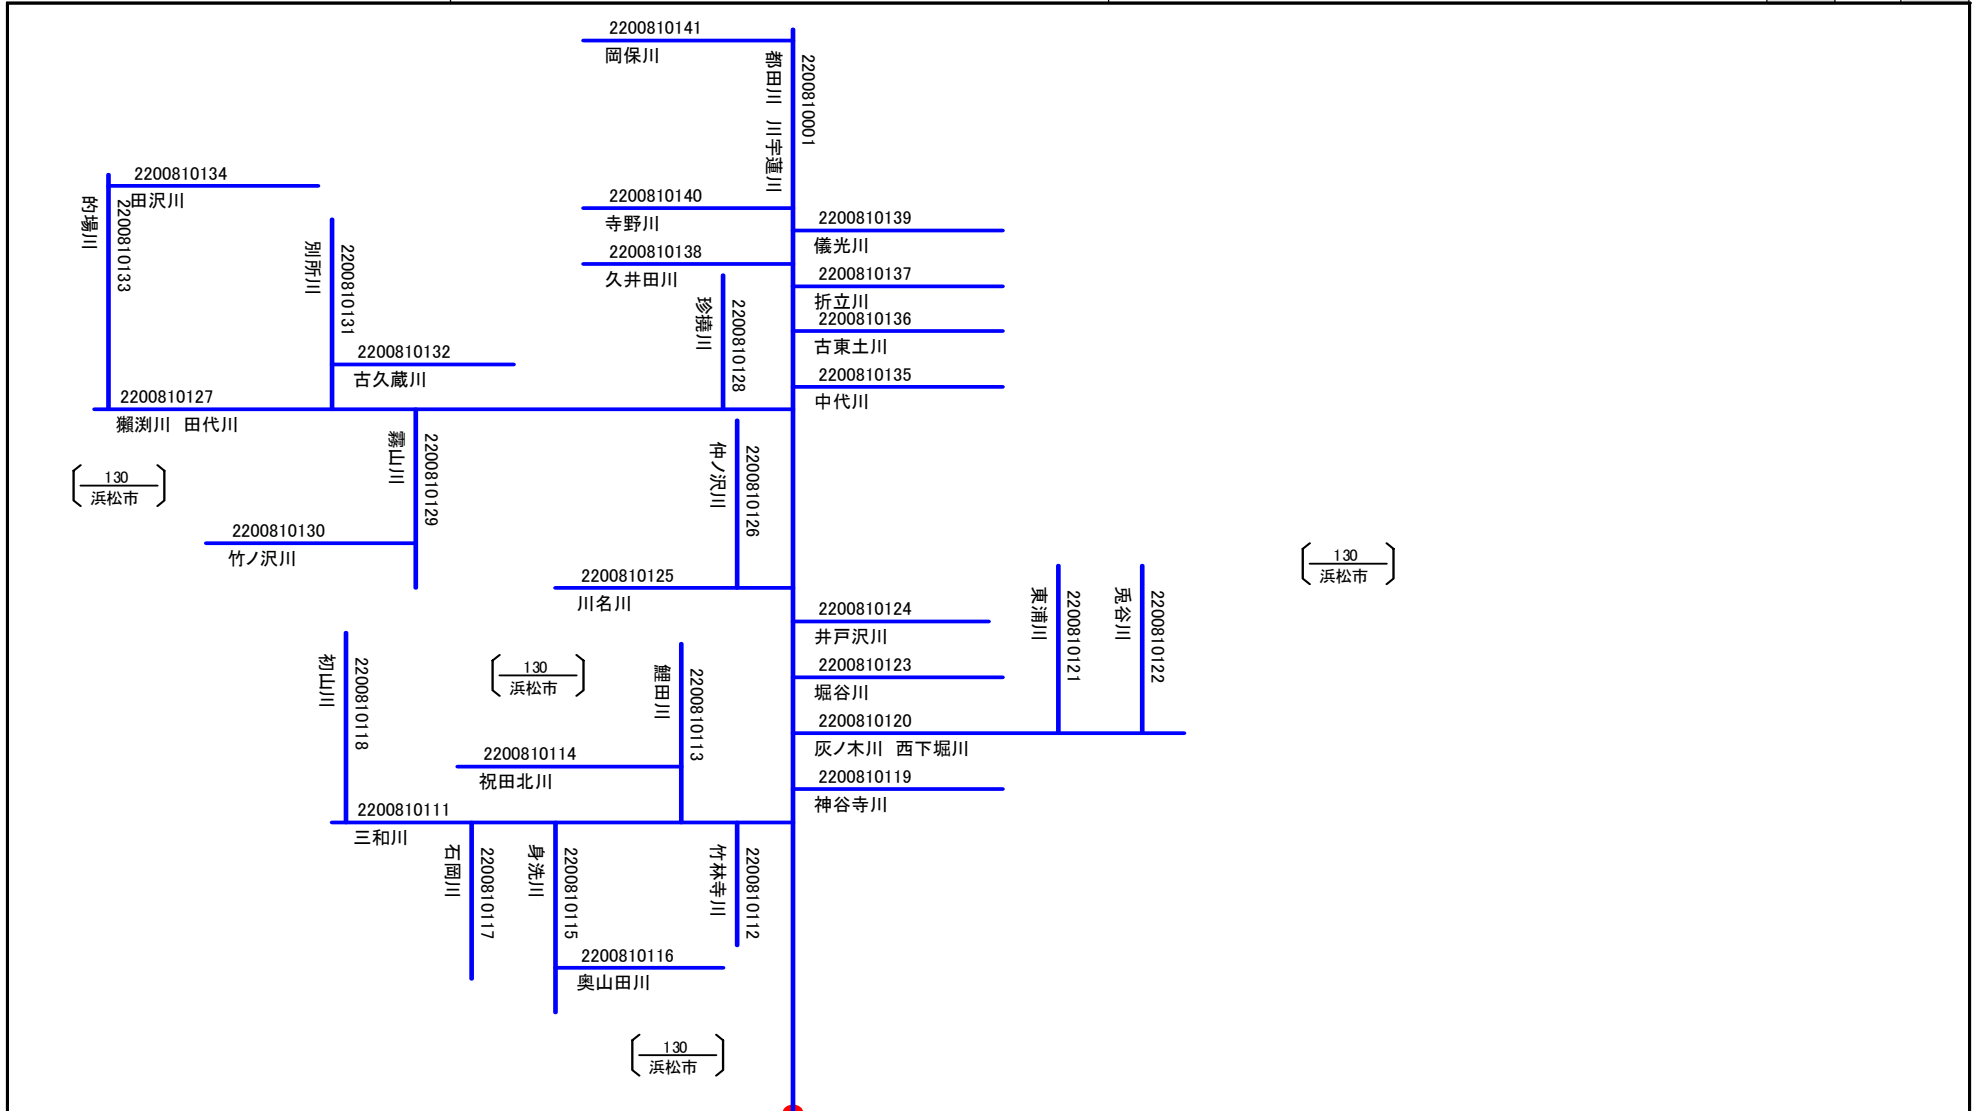 2200810141
岡保川
都田川　川宇蓮川
2200810001
2200810134
田沢川
的場川
2200810133
2200810140
寺野川
2200810139
儀光川
別所川
2200810131
2200810138
久井田川
2200810137
折立川
珍撓川
2200810128
2200810136
古東土川
2200810132
古久蔵川
2200810135
中代川
2200810127
獺渕川　田代川
霧山川
2200810129
仲ノ沢川
2200810126
130
浜松市
2200810130
竹ノ沢川
130
浜松市
2200810125
川名川
2200810124
井戸沢川
東浦川
2200810121
兎谷川
2200810122
初山川
2200810118
130
浜松市
鯉田川
2200810113
2200810123
堀谷川
2200810120
灰ノ木川　西下堀川
2200810114
祝田北川
2200810119
神谷寺川
2200810111
三和川
石岡川
2200810117
身洗川
2200810115
竹林寺川
2200810112
2200810116
奥山田川
130
浜松市